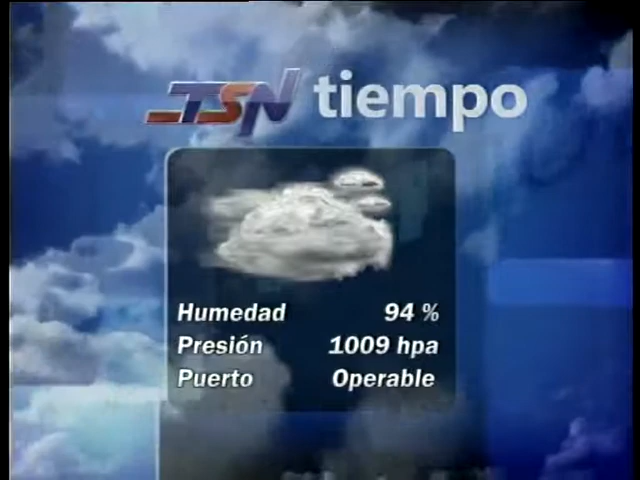 TSN tiempo
Humedad 94 %
Presión 1009 hpa
Puerto Operable